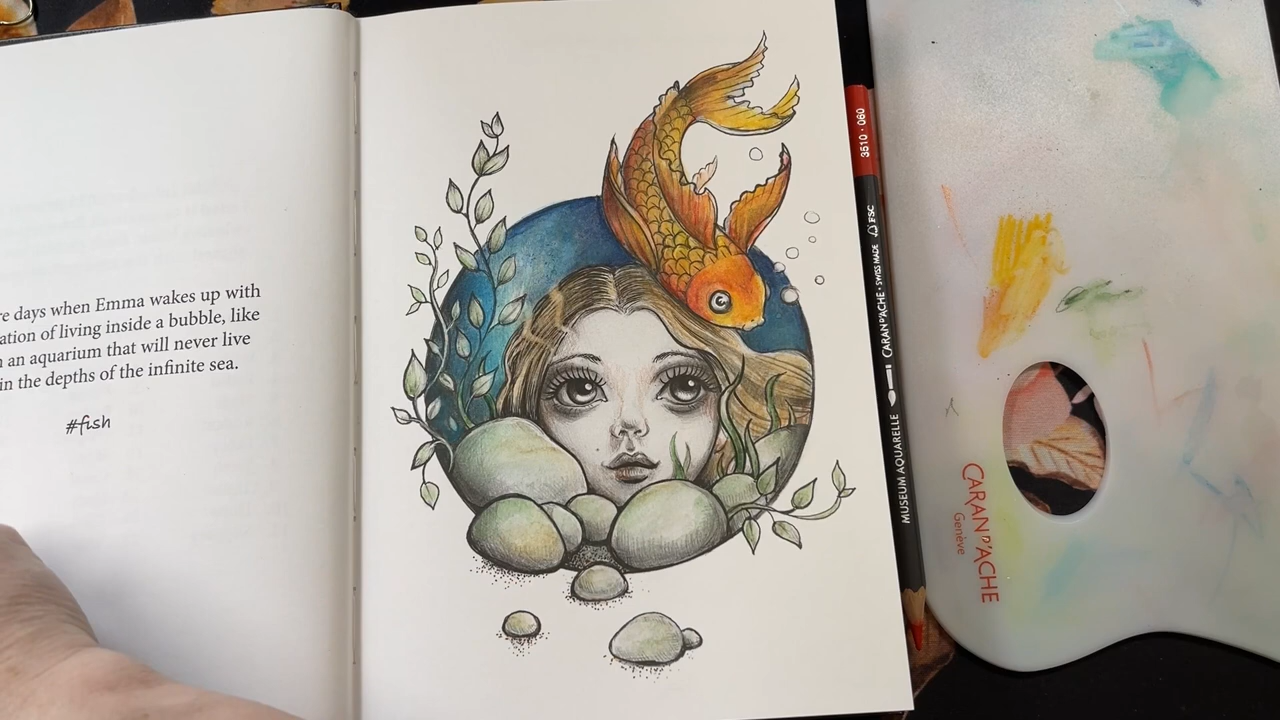 re days when Emma wakes up with
ation of living inside a bubble, like
an aquarium that will never live
in the depths of the infinite sea.
#fish
3510 · 060
FSC
MUSEUM AQUARELLE CARAN D'ACHE · SWISS MADE
CARAN D'ACHE
Genève